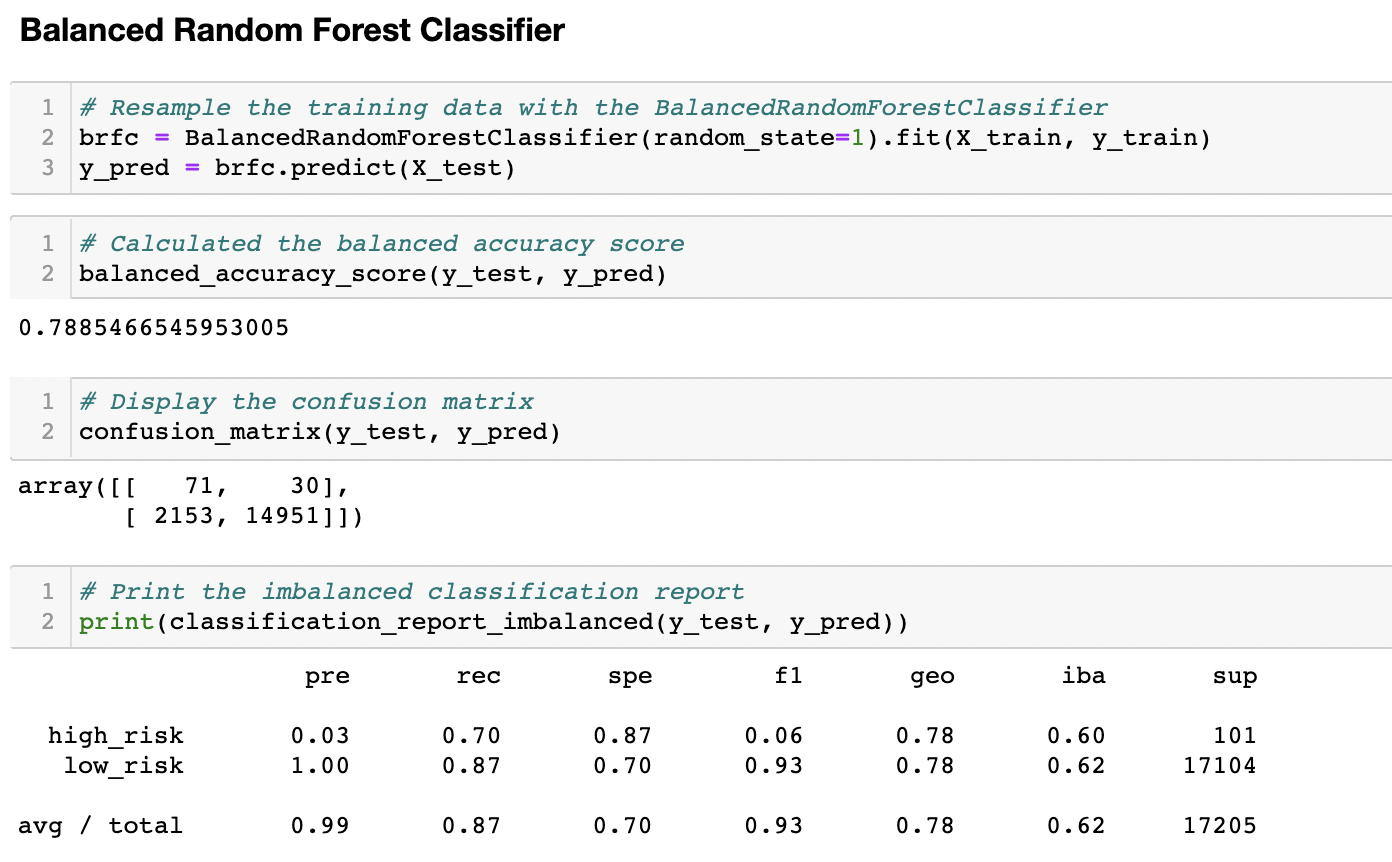 Balanced Random Forest Classifier
1 # Resample the training data with the BalancedRandomForestClassifier
2 brfc = BalancedRandomForestClassifier(random_state=1).fit(X_train, y_train)
3 y_pred = brfc.predict(X_test)
1 # Calculated the balanced accuracy score
2 balanced_accuracy_score(y_test, y_pred)
0.7885466545953005
1 # Display the confusion matrix
2 confusion_matrix(y_test, y_pred)
array([[   71,    30],
       [ 2153, 14951]])
1 # Print the imbalanced classification report
2 print(classification_report_imbalanced(y_test, y_pred))
pre rec spe f1 geo iba sup
high_risk 0.03 0.70 0.87 0.06 0.78 0.60 101
low_risk 1.00 0.87 0.70 0.93 0.78 0.62 17104
avg / total 0.99 0.87 0.70 0.93 0.78 0.62 17205